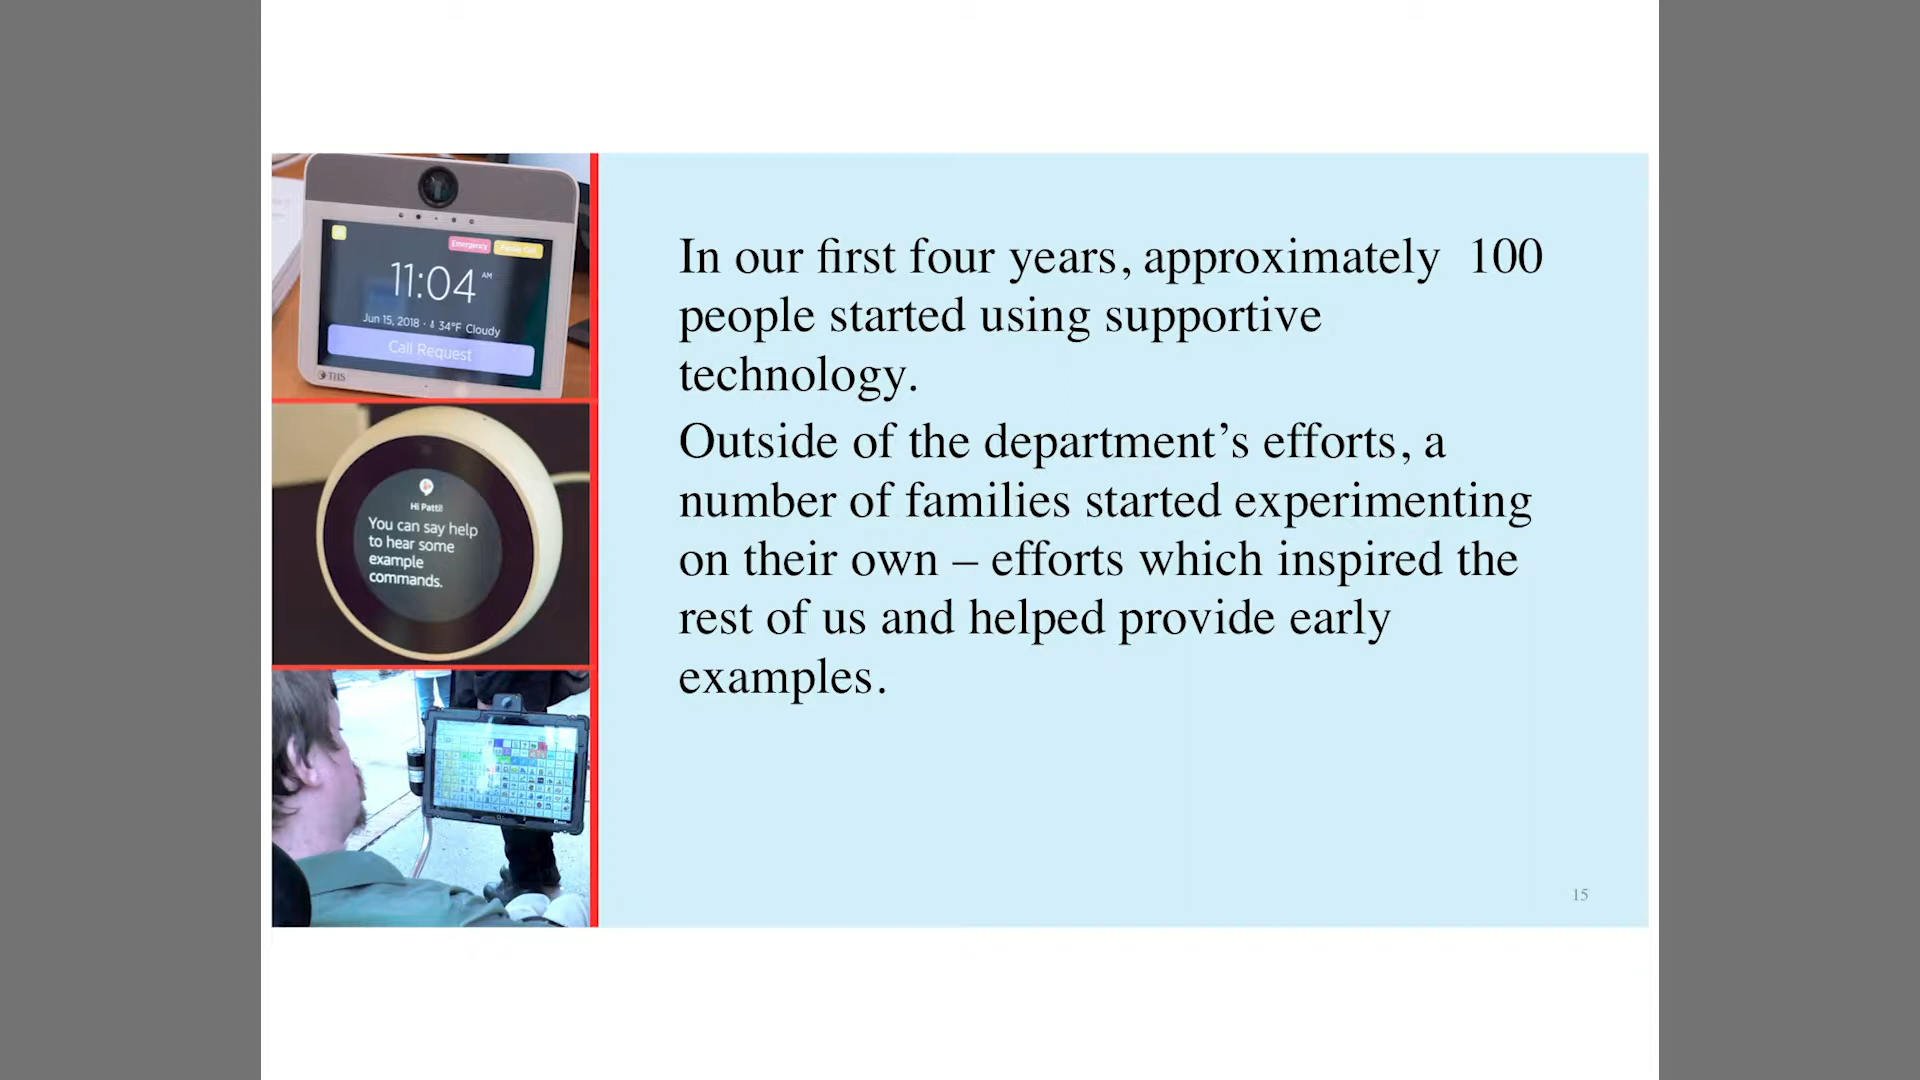 Emergency
11:04 AM
Jun 15, 2018 · 34°F Cloudy
Call Request
THS
Hi Patti!
You can say help
to hear some
example
commands.
In our first four years, approximately  100
people started using supportive
technology.
Outside of the department’s efforts, a
number of families started experimenting
on their own – efforts which inspired the
rest of us and helped provide early
examples.
15